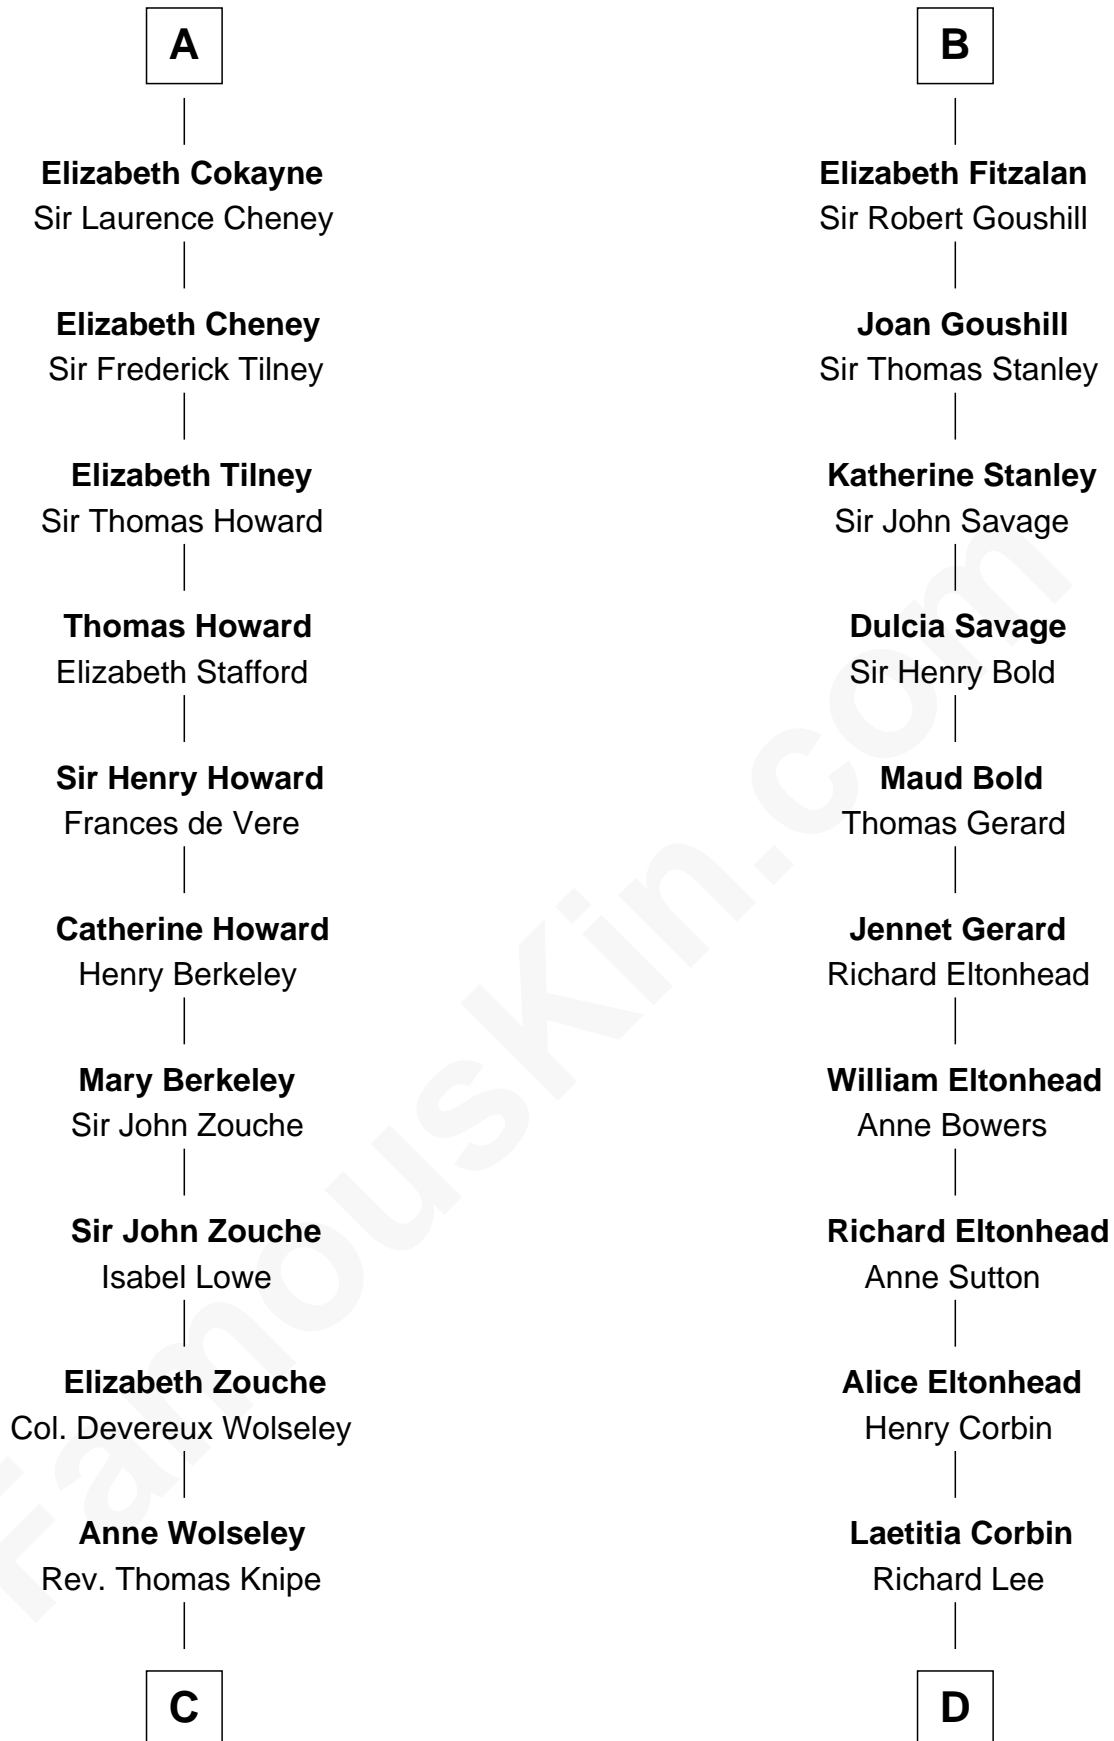 A
Elizabeth Cokayne
Sir Laurence Cheney
Elizabeth Cheney
Sir Frederick Tilney
Elizabeth Tilney
Sir Thomas Howard
Thomas Howard
Elizabeth Stafford
Sir Henry Howard
Frances de Vere
Catherine Howard
Henry Berkeley
Mary Berkeley
Sir John Zouche
Sir John Zouche
Isabel Lowe
Elizabeth Zouche
Col. Devereux Wolseley
Anne Wolseley
Rev. Thomas Knipe
C
B
Elizabeth Fitzalan
Sir Robert Goushill
Joan Goushill
Sir Thomas Stanley
Katherine Stanley
Sir John Savage
Dulcia Savage
Sir Henry Bold
Maud Bold
Thomas Gerard
Jennet Gerard
Richard Eltonhead
William Eltonhead
Anne Bowers
Richard Eltonhead
Anne Sutton
Alice Eltonhead
Henry Corbin
Laetitia Corbin
Richard Lee
D
FamousKin.com